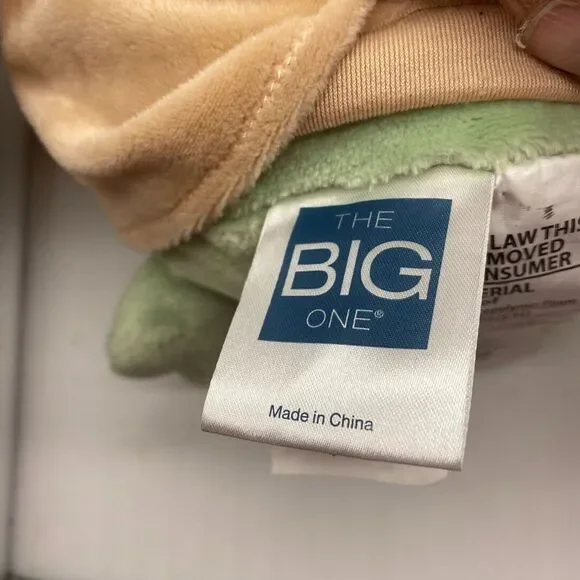 THE
BIG
ONE®
Made in China
LAW THIS
MOVED
NSUMER
ERIAL